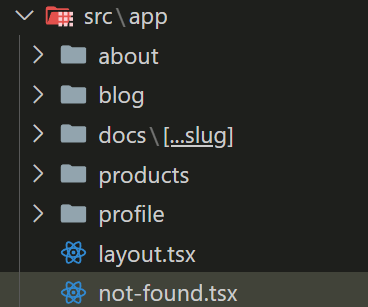 src\app
about
blog
docs\[...slug]
products
profile
layout.tsx
not-found.tsx